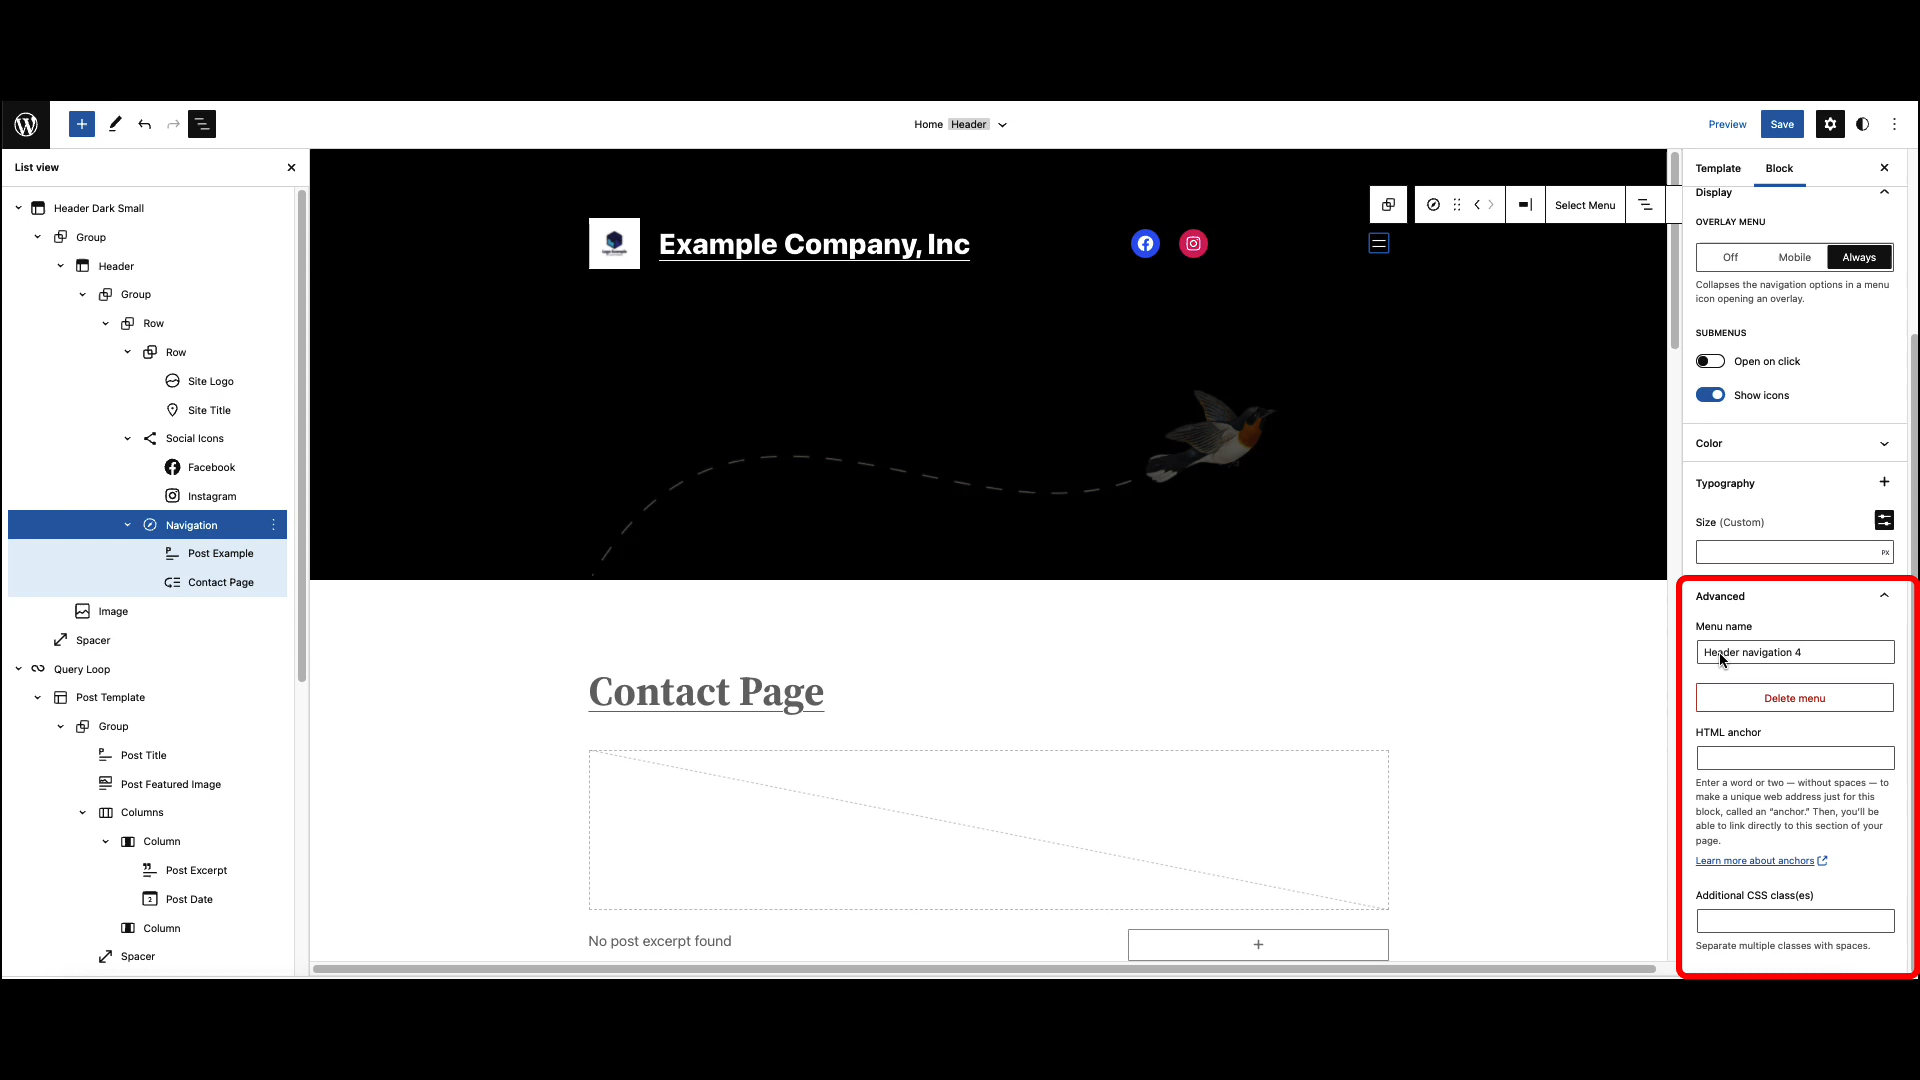 Home Header
Preview
Save
List view
Header Dark Small
Group
Header
Group
Row
Row
Site Logo
Site Title
Social Icons
Facebook
Instagram
Navigation
Post Example
Contact Page
Image
Spacer
Query Loop
Post Template
Group
Post Title
Post Featured Image
Columns
Column
Post Excerpt
Post Date
Column
Spacer
Select Menu
Example Company, Inc
Contact Page
No post excerpt found
Template Block
Display
OVERLAY MENU
Off Mobile Always
Collapses the navigation options in a menu
icon opening an overlay.
SUBMENUS
Open on click
Show icons
Color
Typography
Size (Custom)
PX
Advanced
Menu name
Header navigation 4
Delete menu
HTML anchor
Enter a word or two — without spaces — to
make a unique web address just for this
block, called an “anchor.” Then, you’ll be
able to link directly to this section of your
page.
Learn more about anchors
Additional CSS class(es)
Separate multiple classes with spaces.